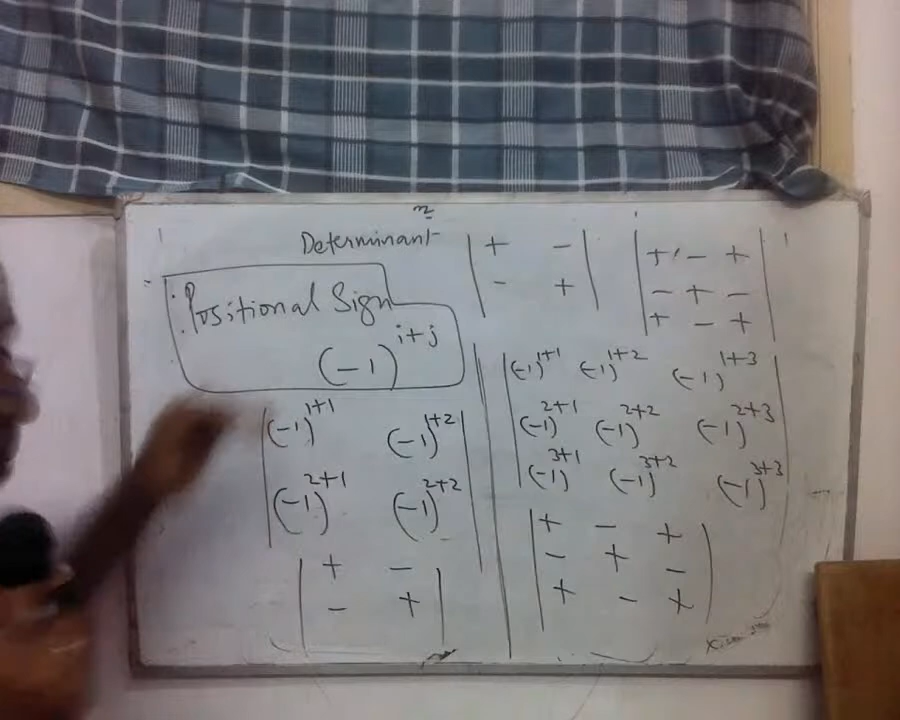 Determinant
Positional Sign
(-1)^{i+j}
| + - |
| - + |
| + - + |
| - + - |
| + - + |
| (-1)^{1+1} (-1)^{1+2} |
| (-1)^{2+1} (-1)^{2+2} |
| + - |
| - + |
| (-1)^{1+1} (-1)^{1+2} (-1)^{1+3} |
| (-1)^{2+1} (-1)^{2+2} (-1)^{2+3} |
| (-1)^{3+1} (-1)^{3+2} (-1)^{3+3} |
| + - + |
| - + - |
| + - + |